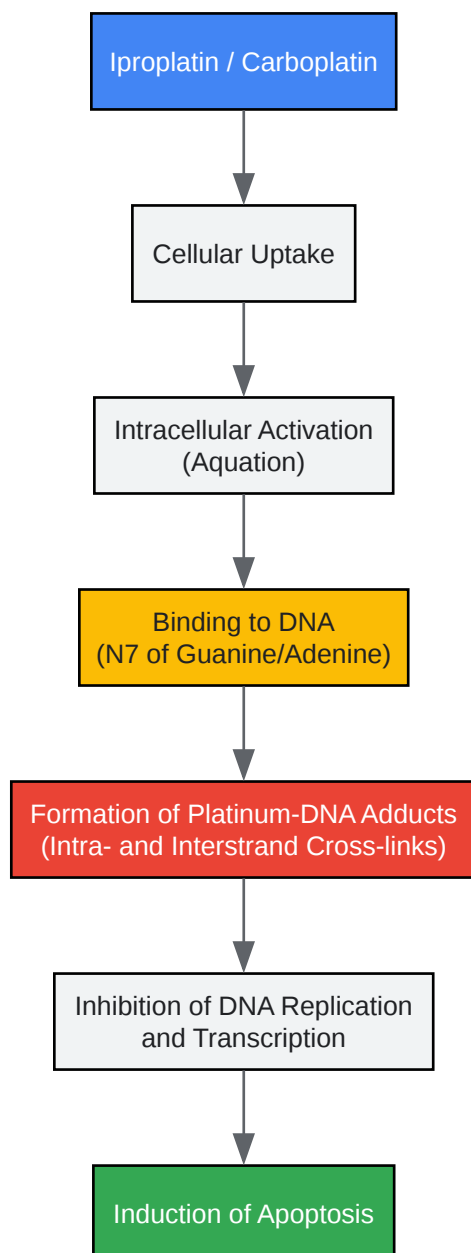 Iproplatin / Carboplatin
Cellular Uptake
Intracellular Activation
(Aquation)
Binding to DNA
(N7 of Guanine/Adenine)
Formation of Platinum-DNA Adducts
(Intra- and Interstrand Cross-links)
Inhibition of DNA Replication
and Transcription
Induction of Apoptosis